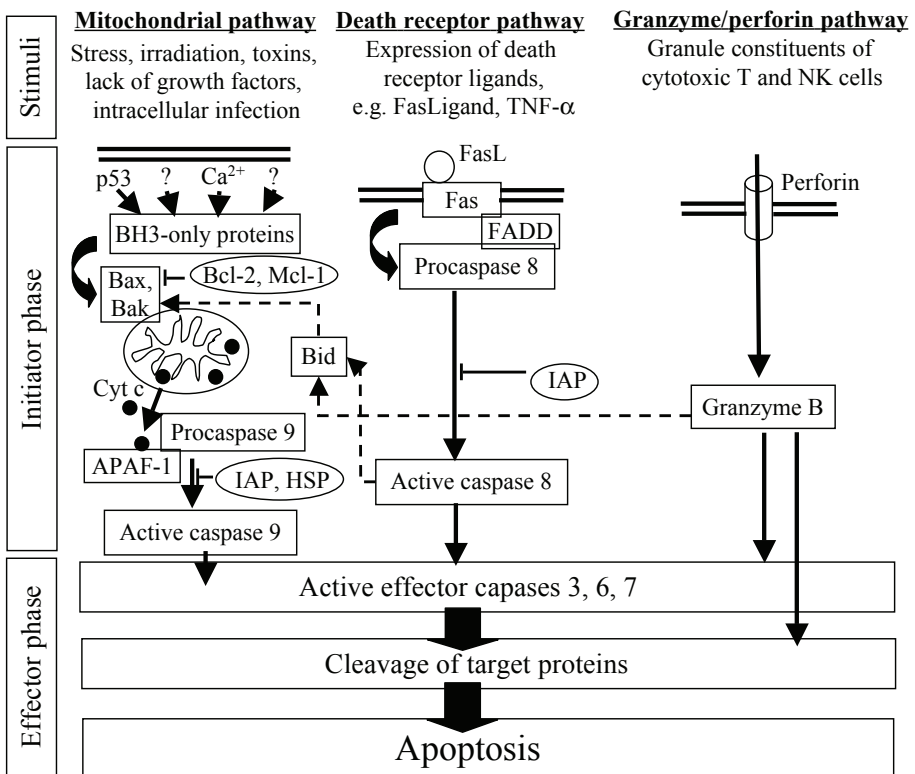 Mitochondrial pathway
Stress, irradiation, toxins,
lack of growth factors,
intracellular infection
Death receptor pathway
Expression of death
receptor ligands,
e.g. FasLigand, TNF-α
Granzyme/perforin pathway
Granule constituents of
cytotoxic T and NK cells
Stimuli
Initiator phase
p53
?
Ca²⁺
?
BH3-only proteins
Bax,
Bak
Bcl-2, Mcl-1
Cyt c
Procaspase 9
APAF-1
IAP, HSP
Active caspase 9
Bid
FasL
Fas
FADD
Procaspase 8
IAP
Active caspase 8
Perforin
Granzyme B
Effector phase
Active effector capases 3, 6, 7
Cleavage of target proteins
Apoptosis